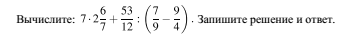 Вычислите: 7 · 2 6/7 + 53/12 : (7/9 − 9/4). Запишите решение и ответ.